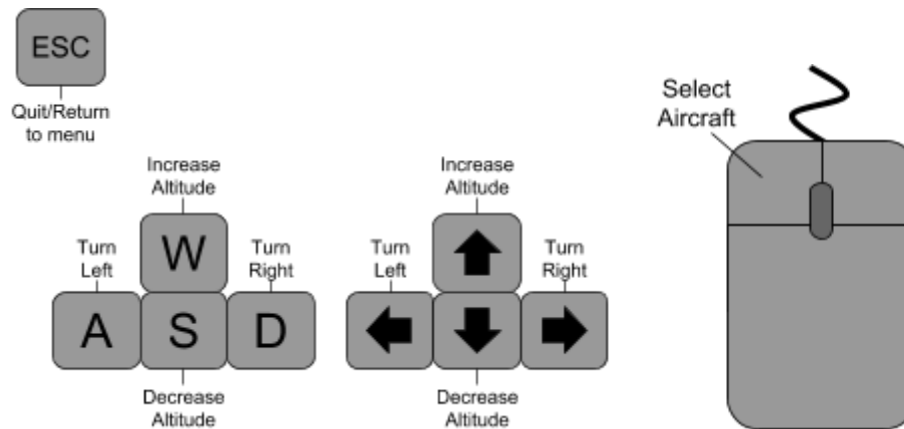 ESC
Quit/Return
to menu
Increase
Altitude
W
Turn
Left
Turn
Right
A
S
D
Decrease
Altitude
Increase
Altitude
Turn
Left
Turn
Right
Decrease
Altitude
Select
Aircraft